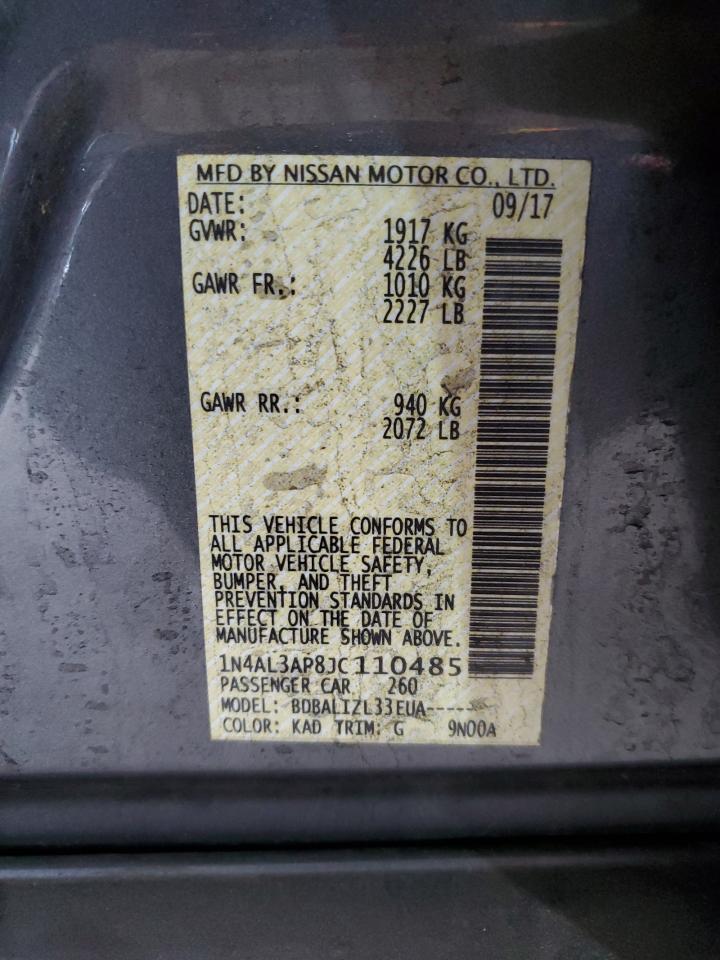 MFD BY NISSAN MOTOR CO., LTD.
DATE: 09/17
GVWR: 1917 KG
4226 LB
GAWR FR.: 1010 KG
2227 LB
GAWR RR.: 940 KG
2072 LB
THIS VEHICLE CONFORMS TO
ALL APPLICABLE FEDERAL
MOTOR VEHICLE SAFETY,
BUMPER, AND THEFT
PREVENTION STANDARDS IN
EFFECT ON THE DATE OF
MANUFACTURE SHOWN ABOVE.
1N4AL3AP8JC110485
PASSENGER CAR 260
MODEL: BDBALIZL33EUA-----
COLOR: KAD TRIM: G 9N00A